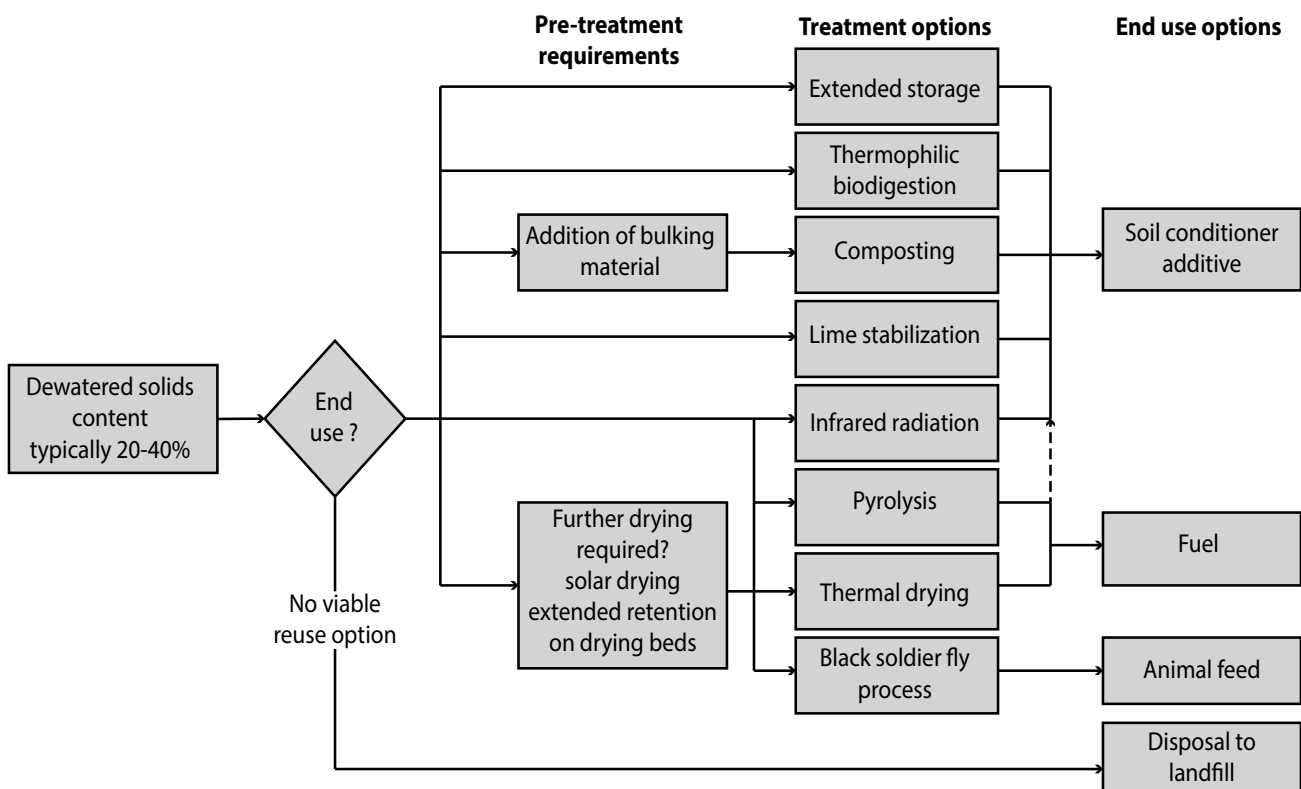 Pre-treatment
requirements
Treatment options
End use options
Extended storage
Thermophilic
biodigestion
Addition of bulking
material
Composting
Soil conditioner
additive
Lime stabilization
Dewatered solids
content
typically 20-40%
End
use ?
Infrared radiation
Further drying
required?
solar drying
extended retention
on drying beds
Pyrolysis
Fuel
Thermal drying
No viable
reuse option
Black soldier fly
process
Animal feed
Disposal to
landfill